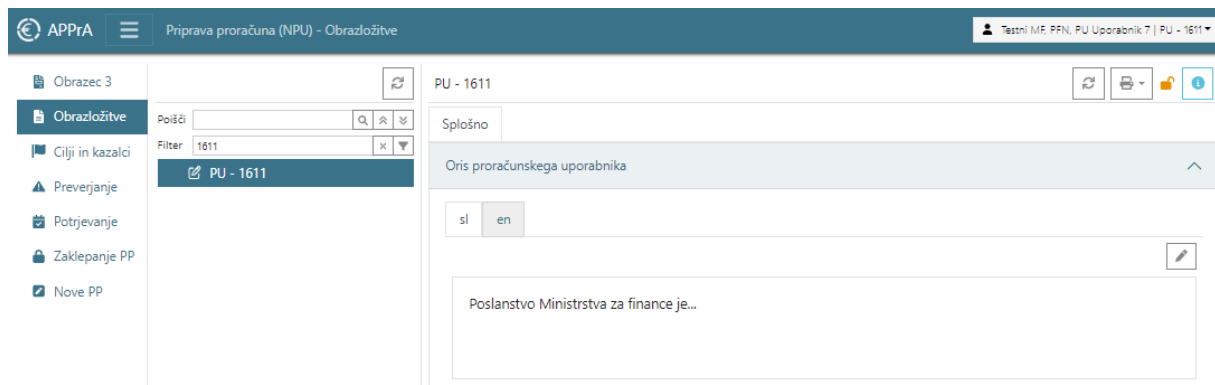 APPrA Priprava proračuna (NPU) - Obrazložitve Testni MF, PFN, PU Uporabnik 7 | PU - 1611
Obrazec 3
Obrazložitve
Cilji in kazalci
Preverjanje
Potrjevanje
Zaklepanje PP
Nove PP
Poišči
Filter 1611
PU - 1611
PU - 1611
Splošno
Oris proračunskega uporabnika
sl en
Poslanstvo Ministrstva za finance je...